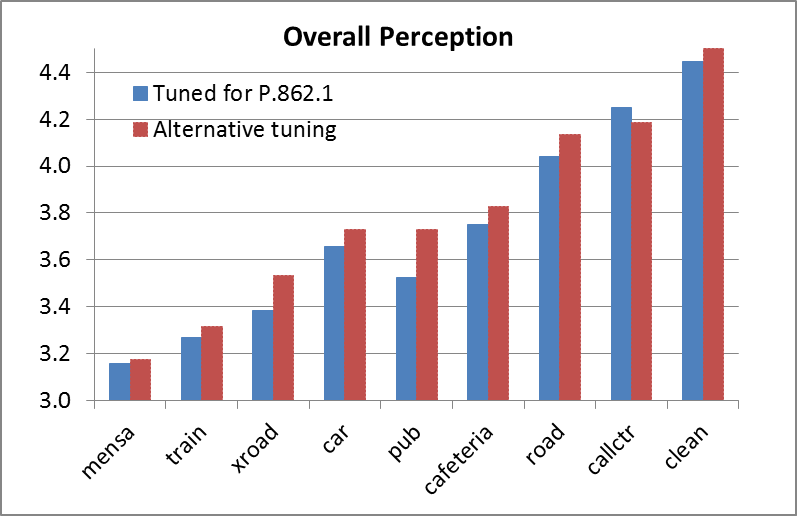 Overall Perception
4.4
Tuned for P.862.1
4.2
Alternative tuning
4.0
3.8
3.6
3.4
3.2
3.0
mensa
train
xroad
car
pub
cafeteria
road
callctr
clean